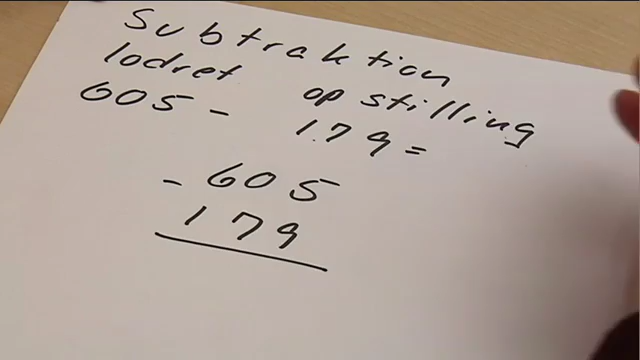 Subtraktion
lodret opstilling
605 - 179 =
- 605
179